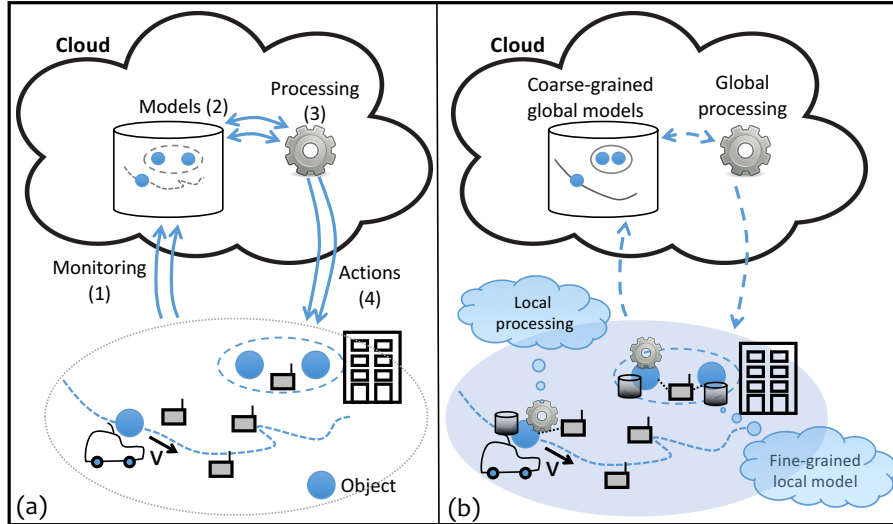 Cloud
Processing
(3)
Models (2)
Monitoring
(1)
Actions
(4)
V
Object
(a)
Cloud
Coarse-grained
global models
Global
processing
Local
processing
V
Fine-grained
local model
(b)